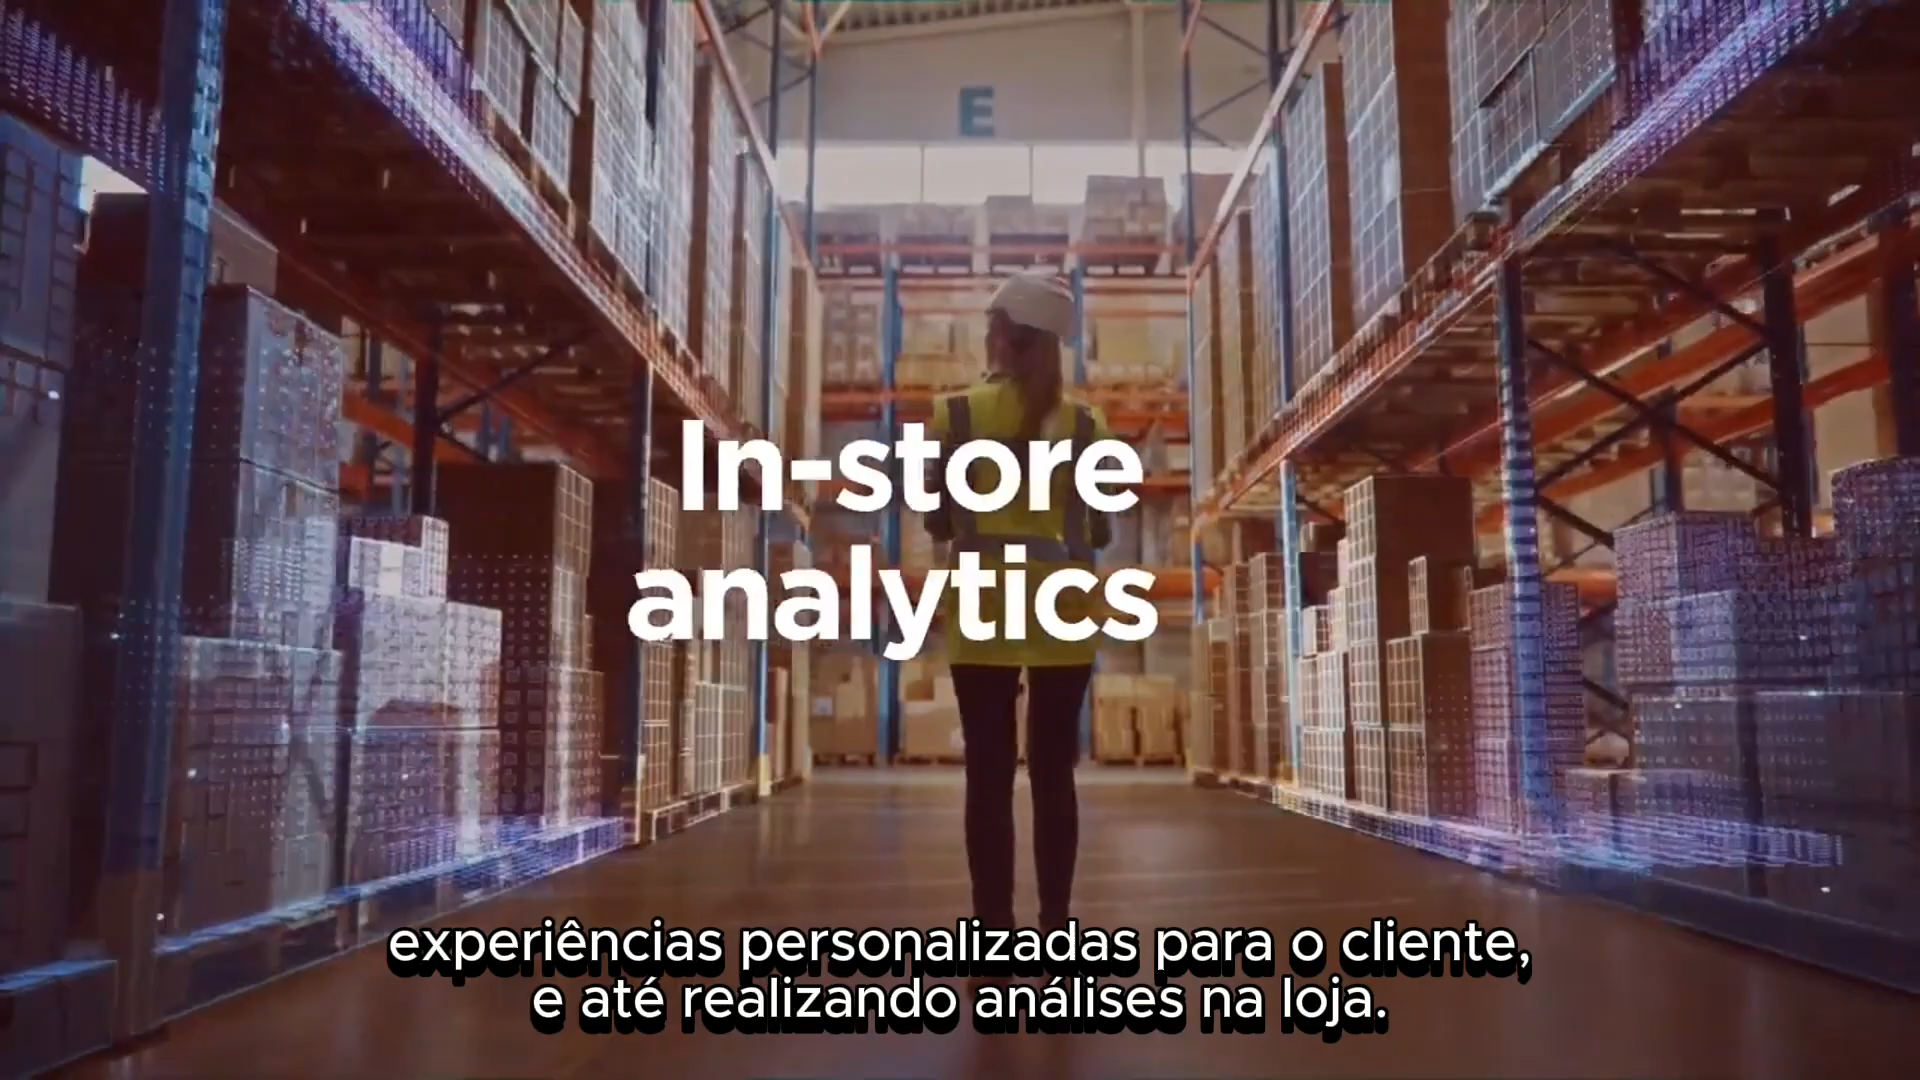 E
In-store
analytics
experiências personalizadas para o cliente,
e até realizando análises na loja.